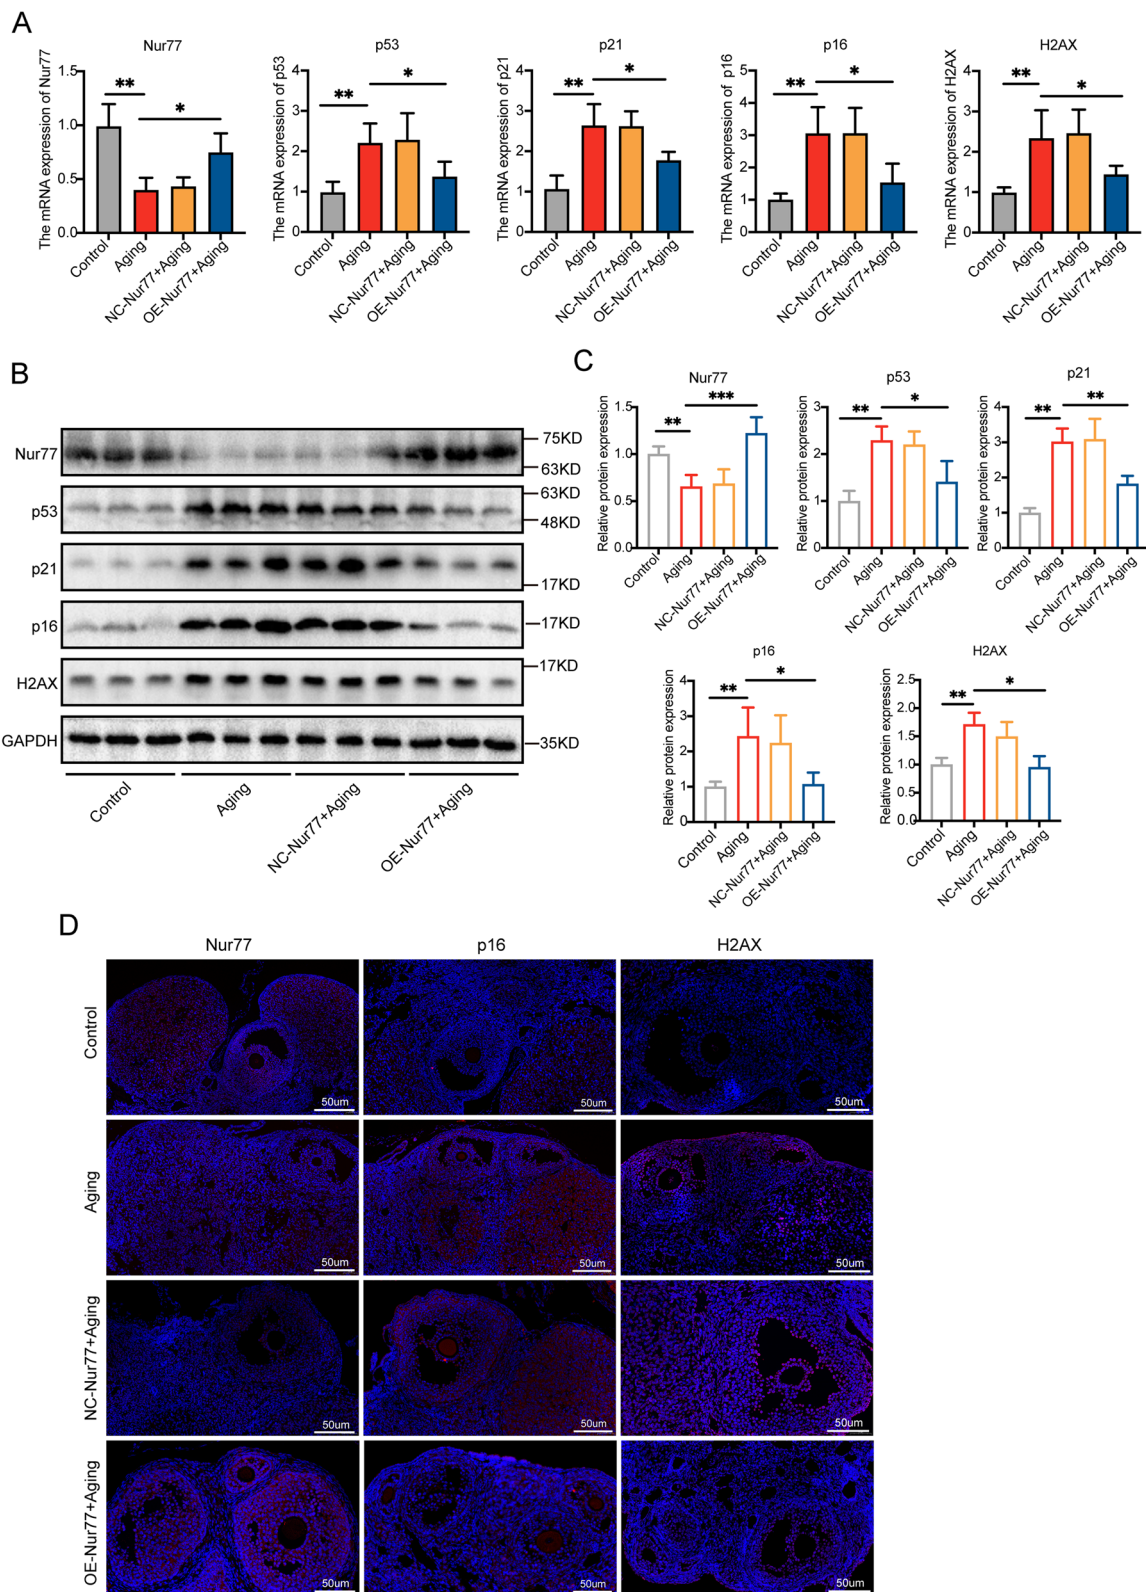 A
Nur77
The mRNA expression of Nur77
1.5
1.0
0.5
0.0
**
*
Control
Aging
NC-Nur77+Aging
OE-Nur77+Aging
p53
The mRNA expression of p53
4
3
2
1
0
**
*
Control
Aging
NC-Nur77+Aging
OE-Nur77+Aging
p21
The mRNA expression of p21
4
3
2
1
0
**
*
Control
Aging
NC-Nur77+Aging
OE-Nur77+Aging
p16
The mRNA expression of p16
5
4
3
2
1
0
**
*
Control
Aging
NC-Nur77+Aging
OE-Nur77+Aging
H2AX
The mRNA expression of H2AX
4
3
2
1
0
**
*
Control
Aging
NC-Nur77+Aging
OE-Nur77+Aging
B
Nur77
75KD
63KD
p53
63KD
48KD
p21
17KD
p16
17KD
H2AX
17KD
GAPDH
35KD
Control
Aging
NC-Nur77+Aging
OE-Nur77+Aging
C
Nur77
Relative protein expression
1.5
1.0
0.5
0.0
**
***
Control
Aging
NC-Nur77+Aging
OE-Nur77+Aging
p53
Relative protein expression
3
2
1
0
**
*
Control
Aging
NC-Nur77+Aging
OE-Nur77+Aging
p21
Relative protein expression
4
3
2
1
0
**
**
Control
Aging
NC-Nur77+Aging
OE-Nur77+Aging
p16
Relative protein expression
4
3
2
1
0
**
*
Control
Aging
NC-Nur77+Aging
OE-Nur77+Aging
H2AX
Relative protein expression
2.5
2.0
1.5
1.0
0.5
0.0
**
*
Control
Aging
NC-Nur77+Aging
OE-Nur77+Aging
D
Nur77
p16
H2AX
Control
50um
50um
50um
Aging
50um
50um
50um
NC-Nur77+Aging
50um
50um
50um
OE-Nur77+Aging
50um
50um
50um